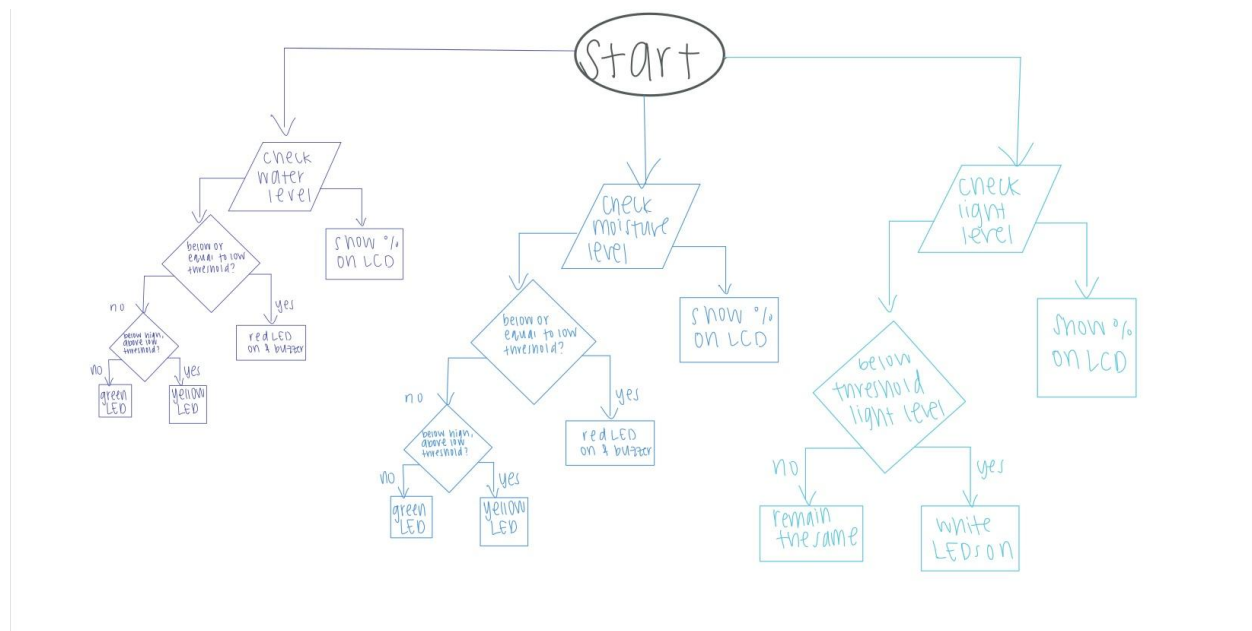 Start
check
water
level
show %
on LCD
below or
equal to low
threshold?
no
yes
below high,
above low
threshold?
red LED
on & buzzer
no
yes
green
LED
yellow
LED
check
moisture
level
show %
on LCD
below or
equal to low
threshold?
no
yes
below high,
above low
threshold?
red LED
on & buzzer
no
yes
green
LED
yellow
LED
check
light
level
show %
on LCD
below
threshold
light level
no
yes
remain
the same
white
LEDs on